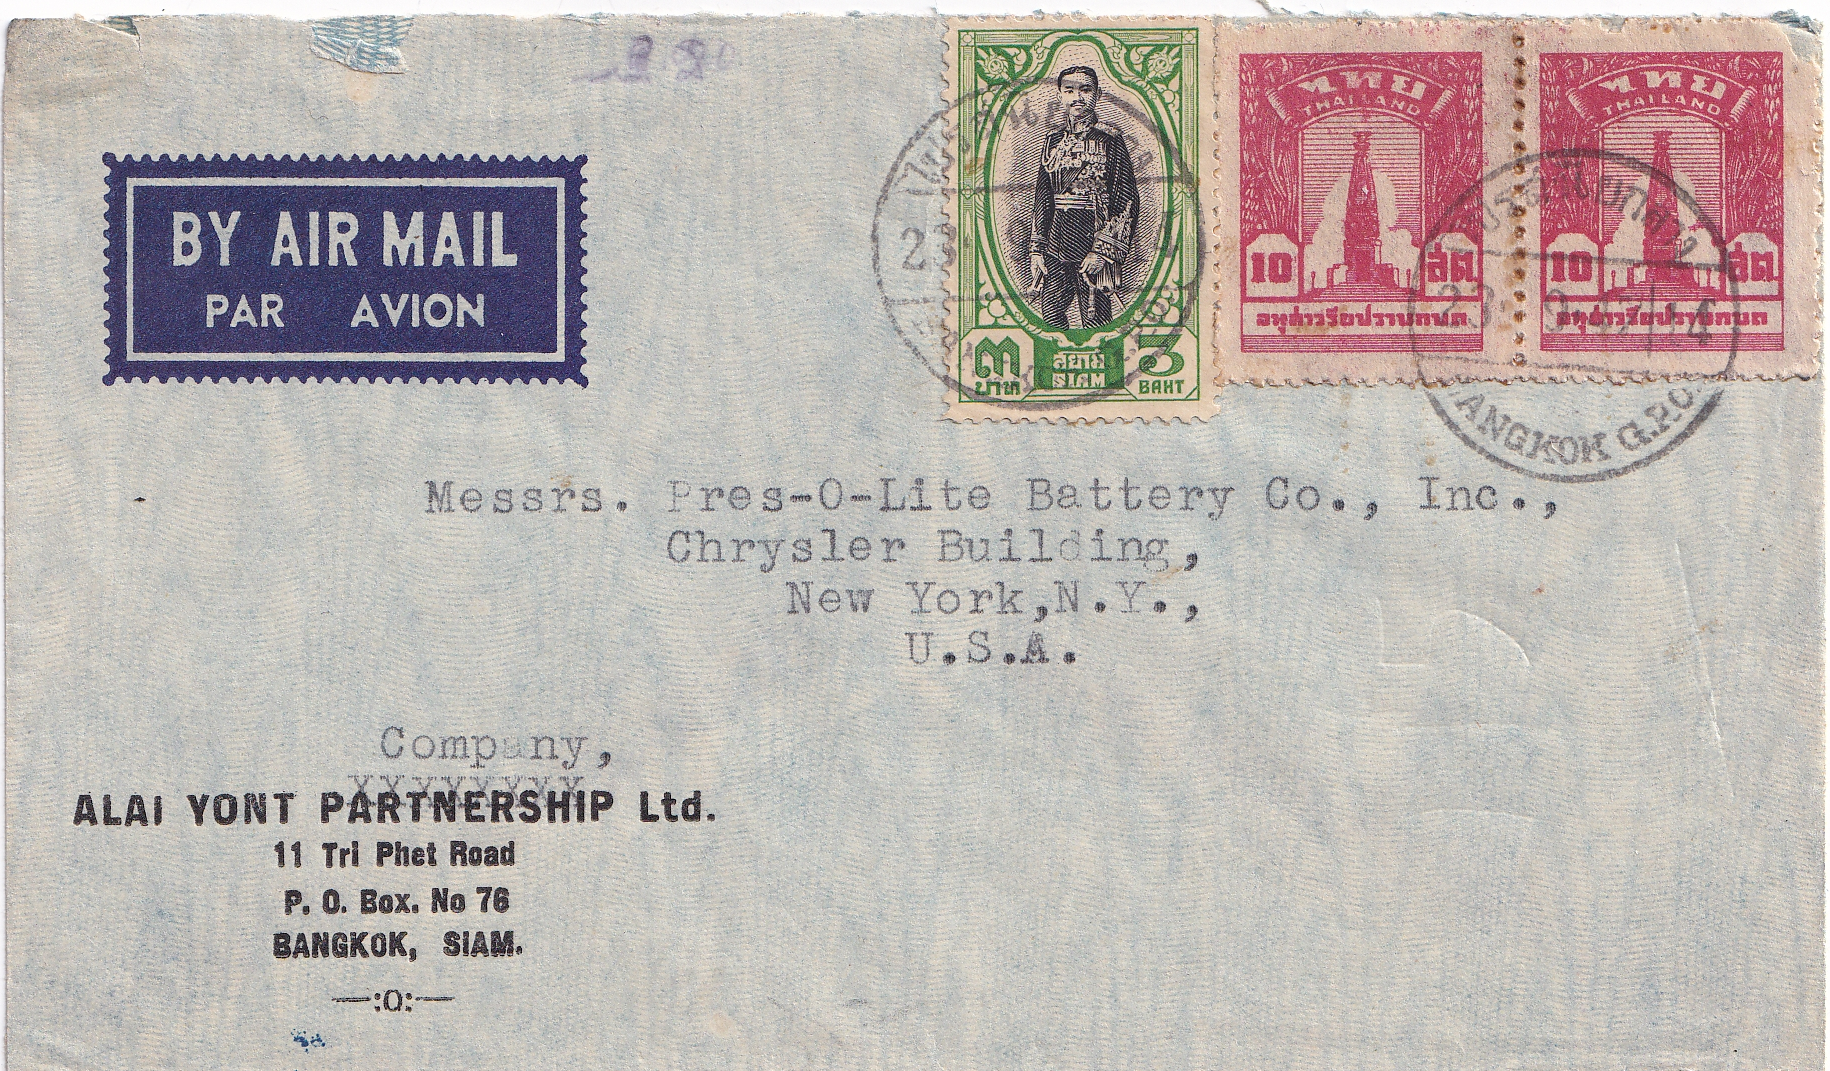 BY AIR MAIL
PAR AVION
๓ สยาม 3
บาท SIAM BAHT
ไทย
THAILAND
10 สต.
อนุสาวรีย์ปราบกบฏ
ไทย
THAILAND
10 สต.
อนุสาวรีย์ปราบกบฏ
23
14
BANGKOK G.P.O.
Messrs. Pres-O-Lite Battery Co., Inc.,
Chrysler Building,
New York,N.Y.,
U.S.A.
Company,
XXXXXXXX
ALAI YONT PARTNERSHIP Ltd.
11 Tri Phet Road
P. O. Box. No 76
BANGKOK, SIAM.
—:o:—